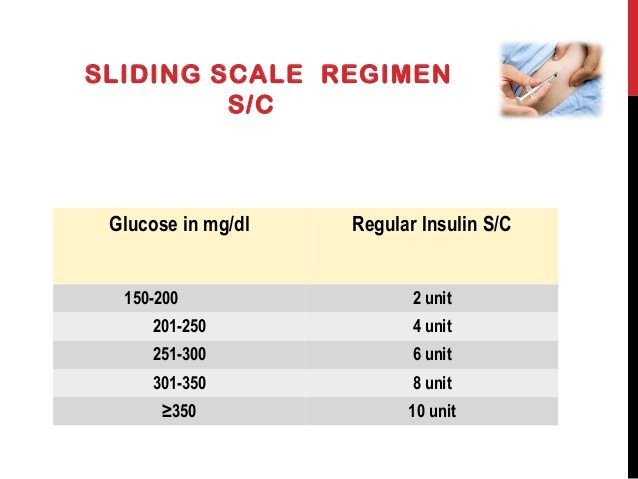 SLIDING SCALE REGIMEN
S/C
Glucose in mg/dl Regular Insulin S/C
150-200 2 unit
201-250 4 unit
251-300 6 unit
301-350 8 unit
≥350 10 unit